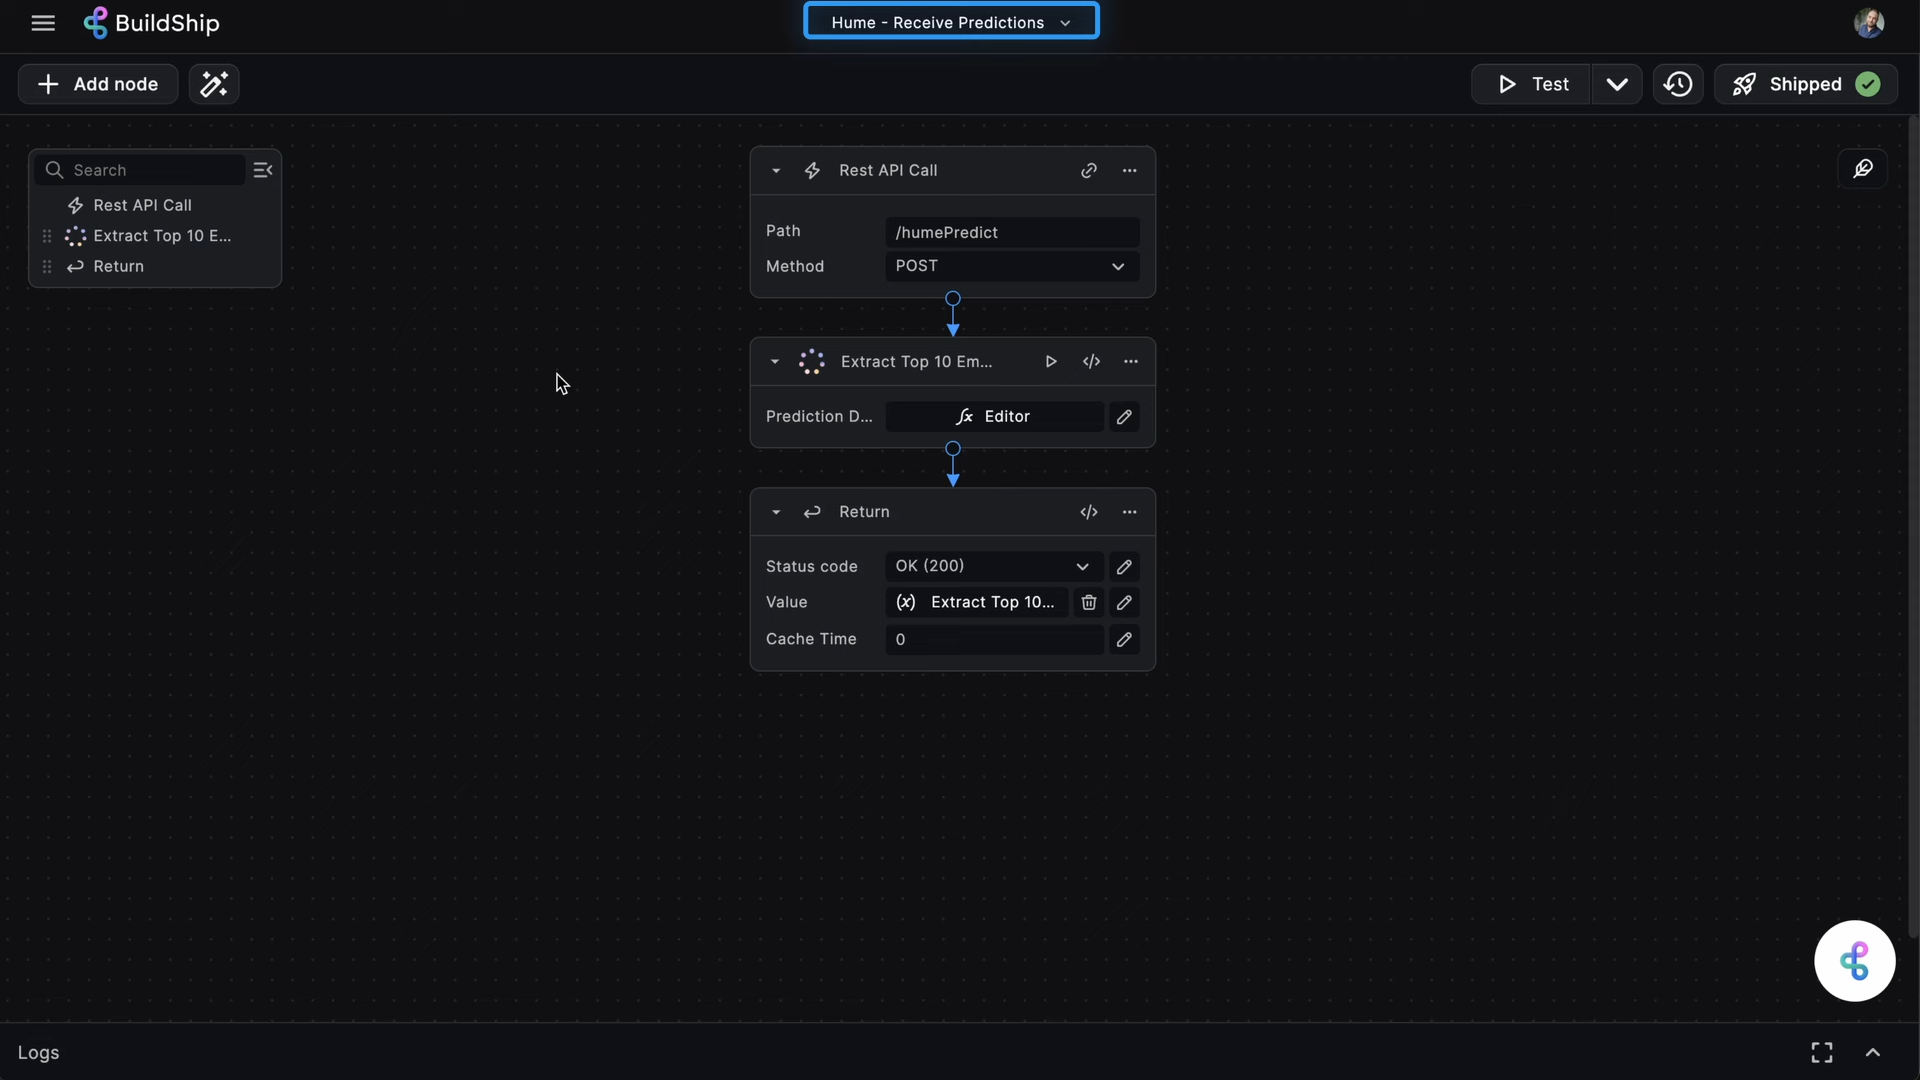 BuildShip
Hume - Receive Predictions
Add node
Test
Shipped
Search
Rest API Call
Extract Top 10 E...
Return
Rest API Call
Path
/humePredict
Method
POST
Extract Top 10 Em...
Prediction D...
fx Editor
Return
Status code
OK (200)
Value
(x) Extract Top 10...
Cache Time
0
Logs